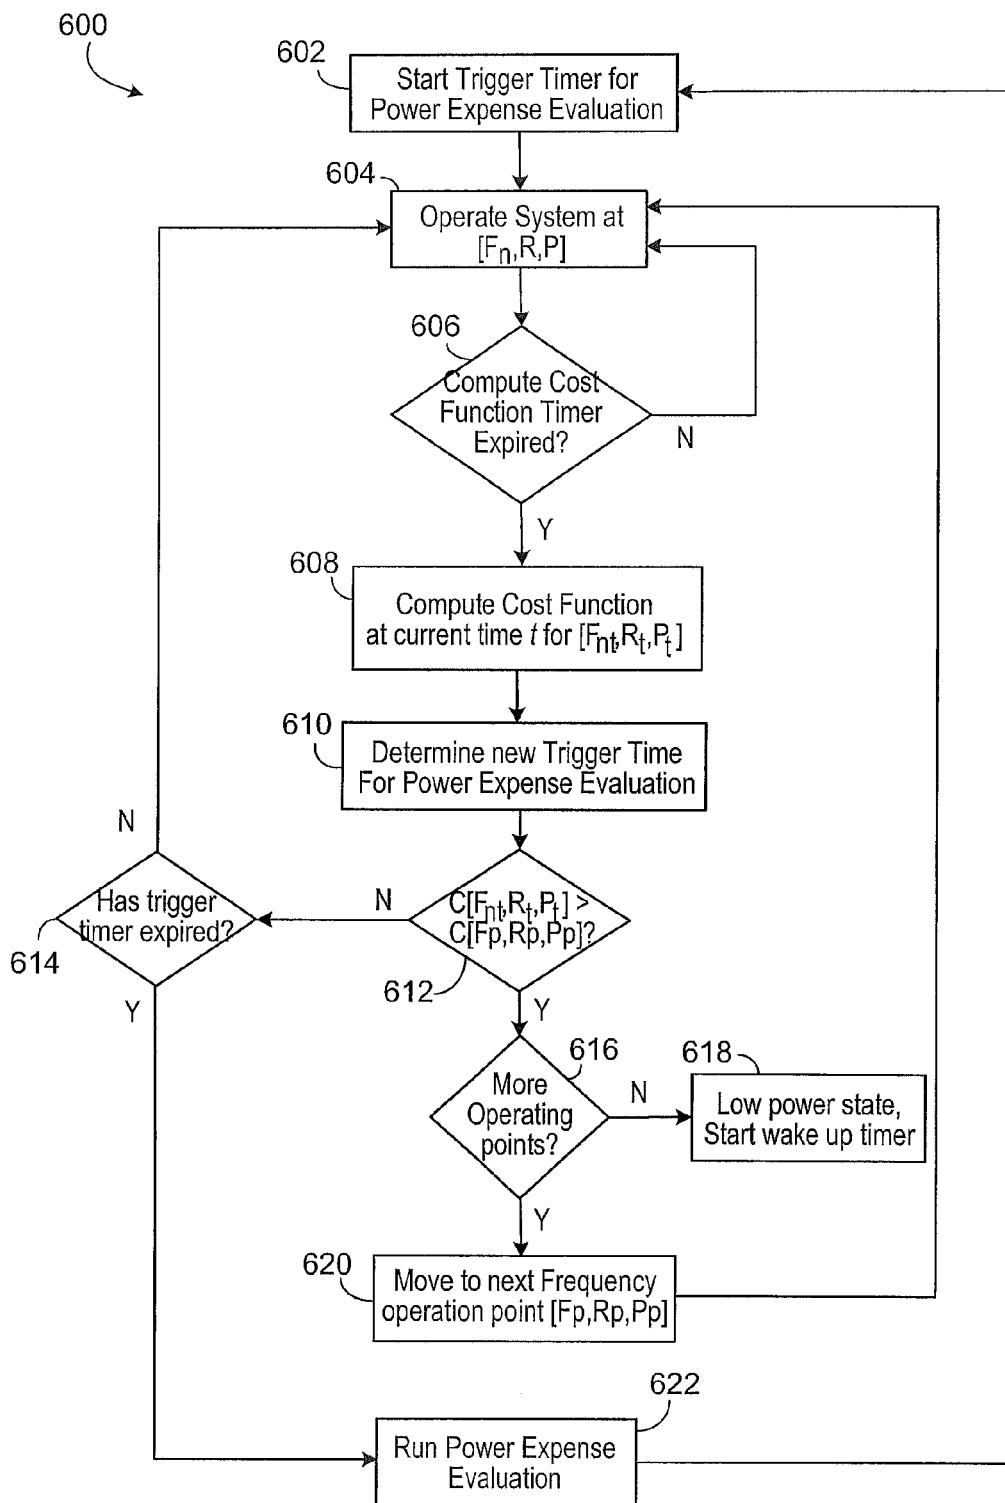 600
602
Start Trigger Timer for
Power Expense Evaluation
604
Operate System at
[Fn,R,P]
606
Compute Cost
Function Timer
Expired?
N
Y
608
Compute Cost Function
at current time t for [Fnt,Rt,Pt]
610
Determine new Trigger Time
For Power Expense Evaluation
N
Has trigger
timer expired?
614
Y
N
C[Fnt,Rt,Pt] >
C[Fp,Rp,Pp]?
612
Y
616
More
Operating
points?
N
618
Low power state,
Start wake up timer
Y
620
Move to next Frequency
operation point [Fp,Rp,Pp]
622
Run Power Expense
Evaluation